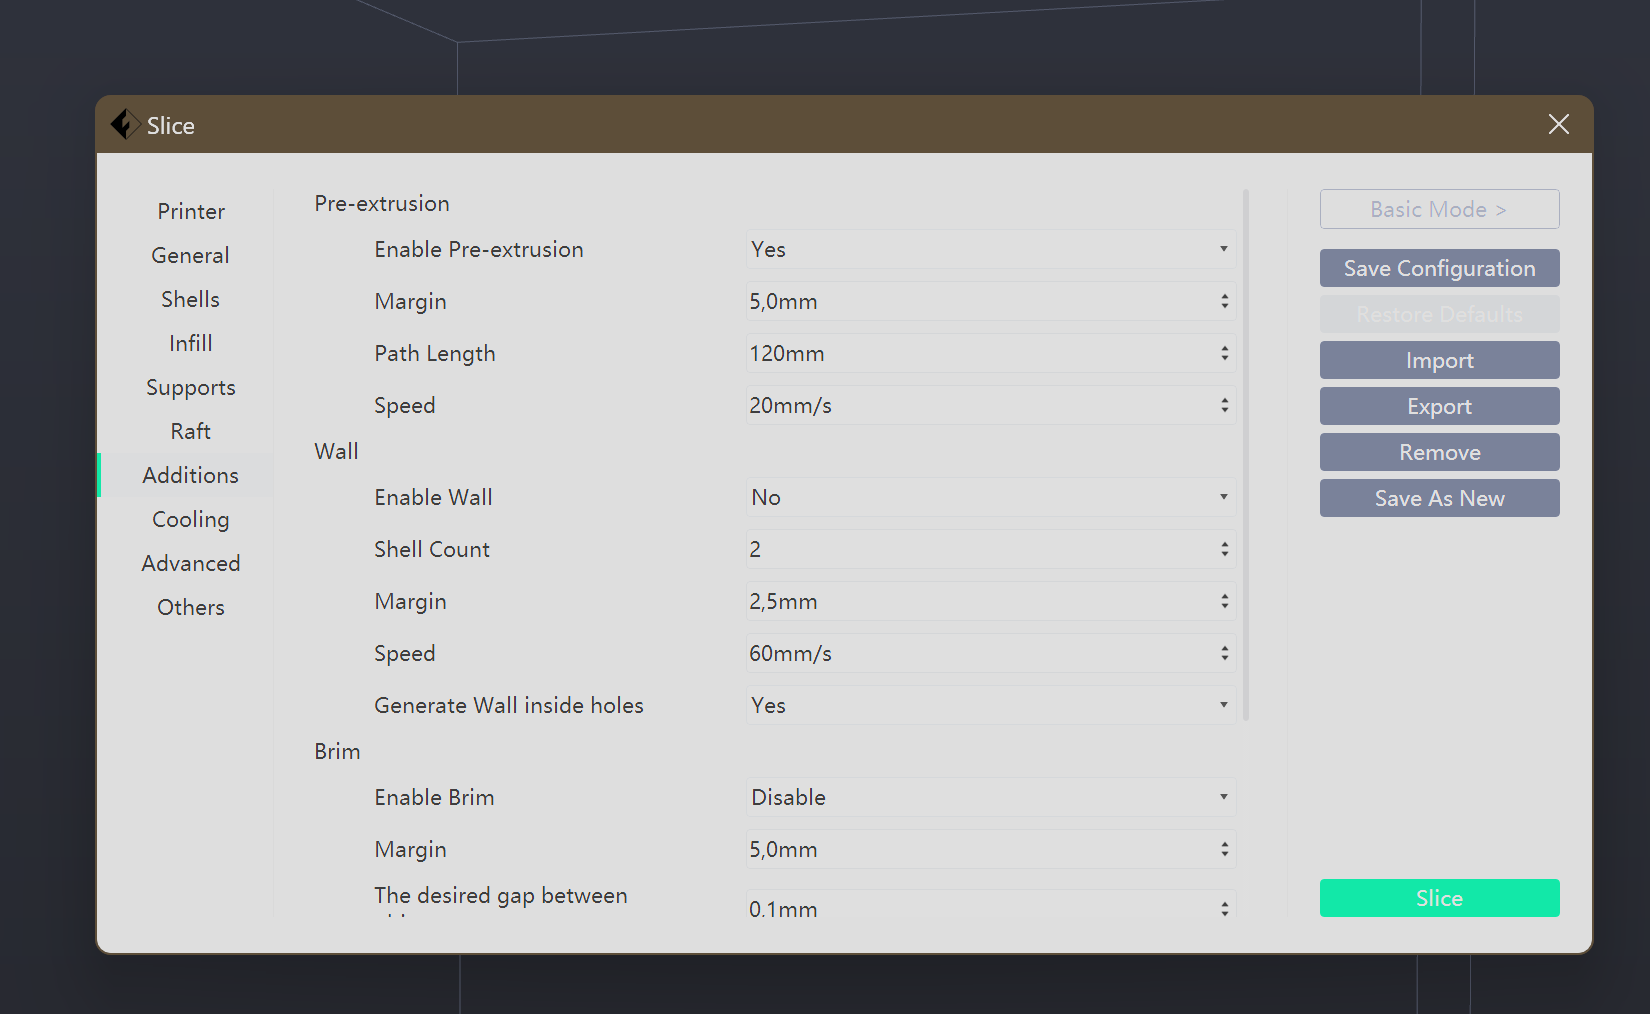 Slice
Printer
General
Shells
Infill
Supports
Raft
Additions
Cooling
Advanced
Others
Pre-extrusion
Enable Pre-extrusion Yes
Margin 5,0mm
Path Length 120mm
Speed 20mm/s
Wall
Enable Wall No
Shell Count 2
Margin 2,5mm
Speed 60mm/s
Generate Wall inside holes Yes
Brim
Enable Brim Disable
Margin 5,0mm
The desired gap between 0.1mm
Basic Mode >
Save Configuration
Restore Defaults
Import
Export
Remove
Save As New
Slice